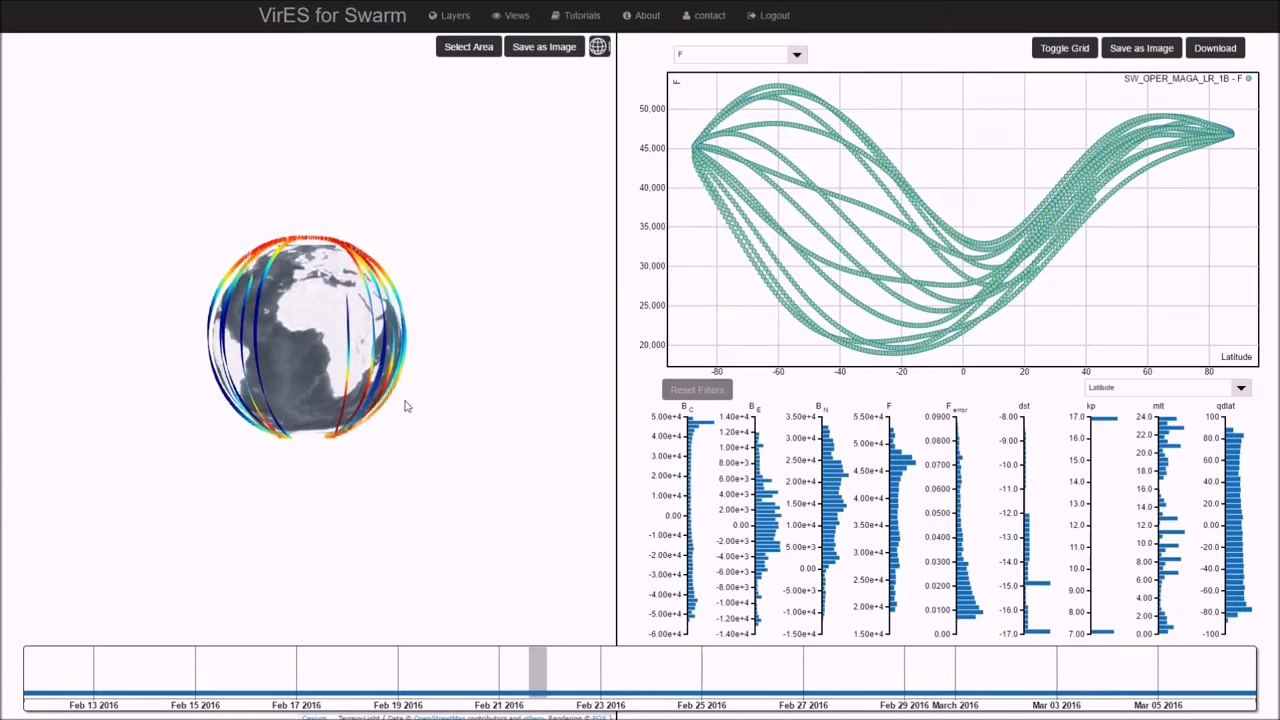 VirES for Swarm Layers Views Tutorials About contact Logout
Select Area Save as Image
F Toggle Grid Save as Image Download
SW_OPER_MAGA_LR_1B - F
F
50,000
45,000
40,000
35,000
30,000
25,000
20,000
Latitude
-80 -60 -40 -20 0 20 40 60 80
Reset Filters Latitude
B C B E B N F F error dst kp mlt qdlat
5.00e+4
4.00e+4
3.00e+4
2.00e+4
1.00e+4
0.00
-1.00e+4
-2.00e+4
-3.00e+4
-4.00e+4
-5.00e+4
-6.00e+4
1.40e+4
1.20e+4
1.00e+4
8.00e+3
6.00e+3
4.00e+3
2.00e+3
0.00
-2.00e+3
-4.00e+3
-6.00e+3
-8.00e+3
-1.00e+4
-1.20e+4
-1.40e+4
3.50e+4
3.00e+4
2.50e+4
2.00e+4
1.50e+4
1.00e+4
5.00e+3
0.00
-5.00e+3
-1.00e+4
-1.50e+4
5.50e+4
5.00e+4
4.50e+4
4.00e+4
3.50e+4
3.00e+4
2.50e+4
2.00e+4
1.50e+4
0.0900
0.0800
0.0700
0.0600
0.0500
0.0400
0.0300
0.0200
0.0100
0.00
-8.00
-9.00
-10.0
-11.0
-12.0
-13.0
-14.0
-15.0
-16.0
-17.0
17.0
16.0
15.0
14.0
13.0
12.0
11.0
10.0
9.00
8.00
7.00
24.0
22.0
20.0
18.0
16.0
14.0
12.0
10.0
8.00
6.00
4.00
2.00
0.00
100
80.0
60.0
40.0
20.0
0.00
-20.0
-40.0
-60.0
-80.0
-100
Feb 13 2016 Feb 15 2016 Feb 17 2016 Feb 19 2016 Feb 21 2016 Feb 23 2016 Feb 25 2016 Feb 27 2016 Feb 29 2016 March 2016 Mar 03 2016 Mar 05 2016
Cesium Terrain-Light / Data © OpenStreetMap contributors and others, Rendering © EOX